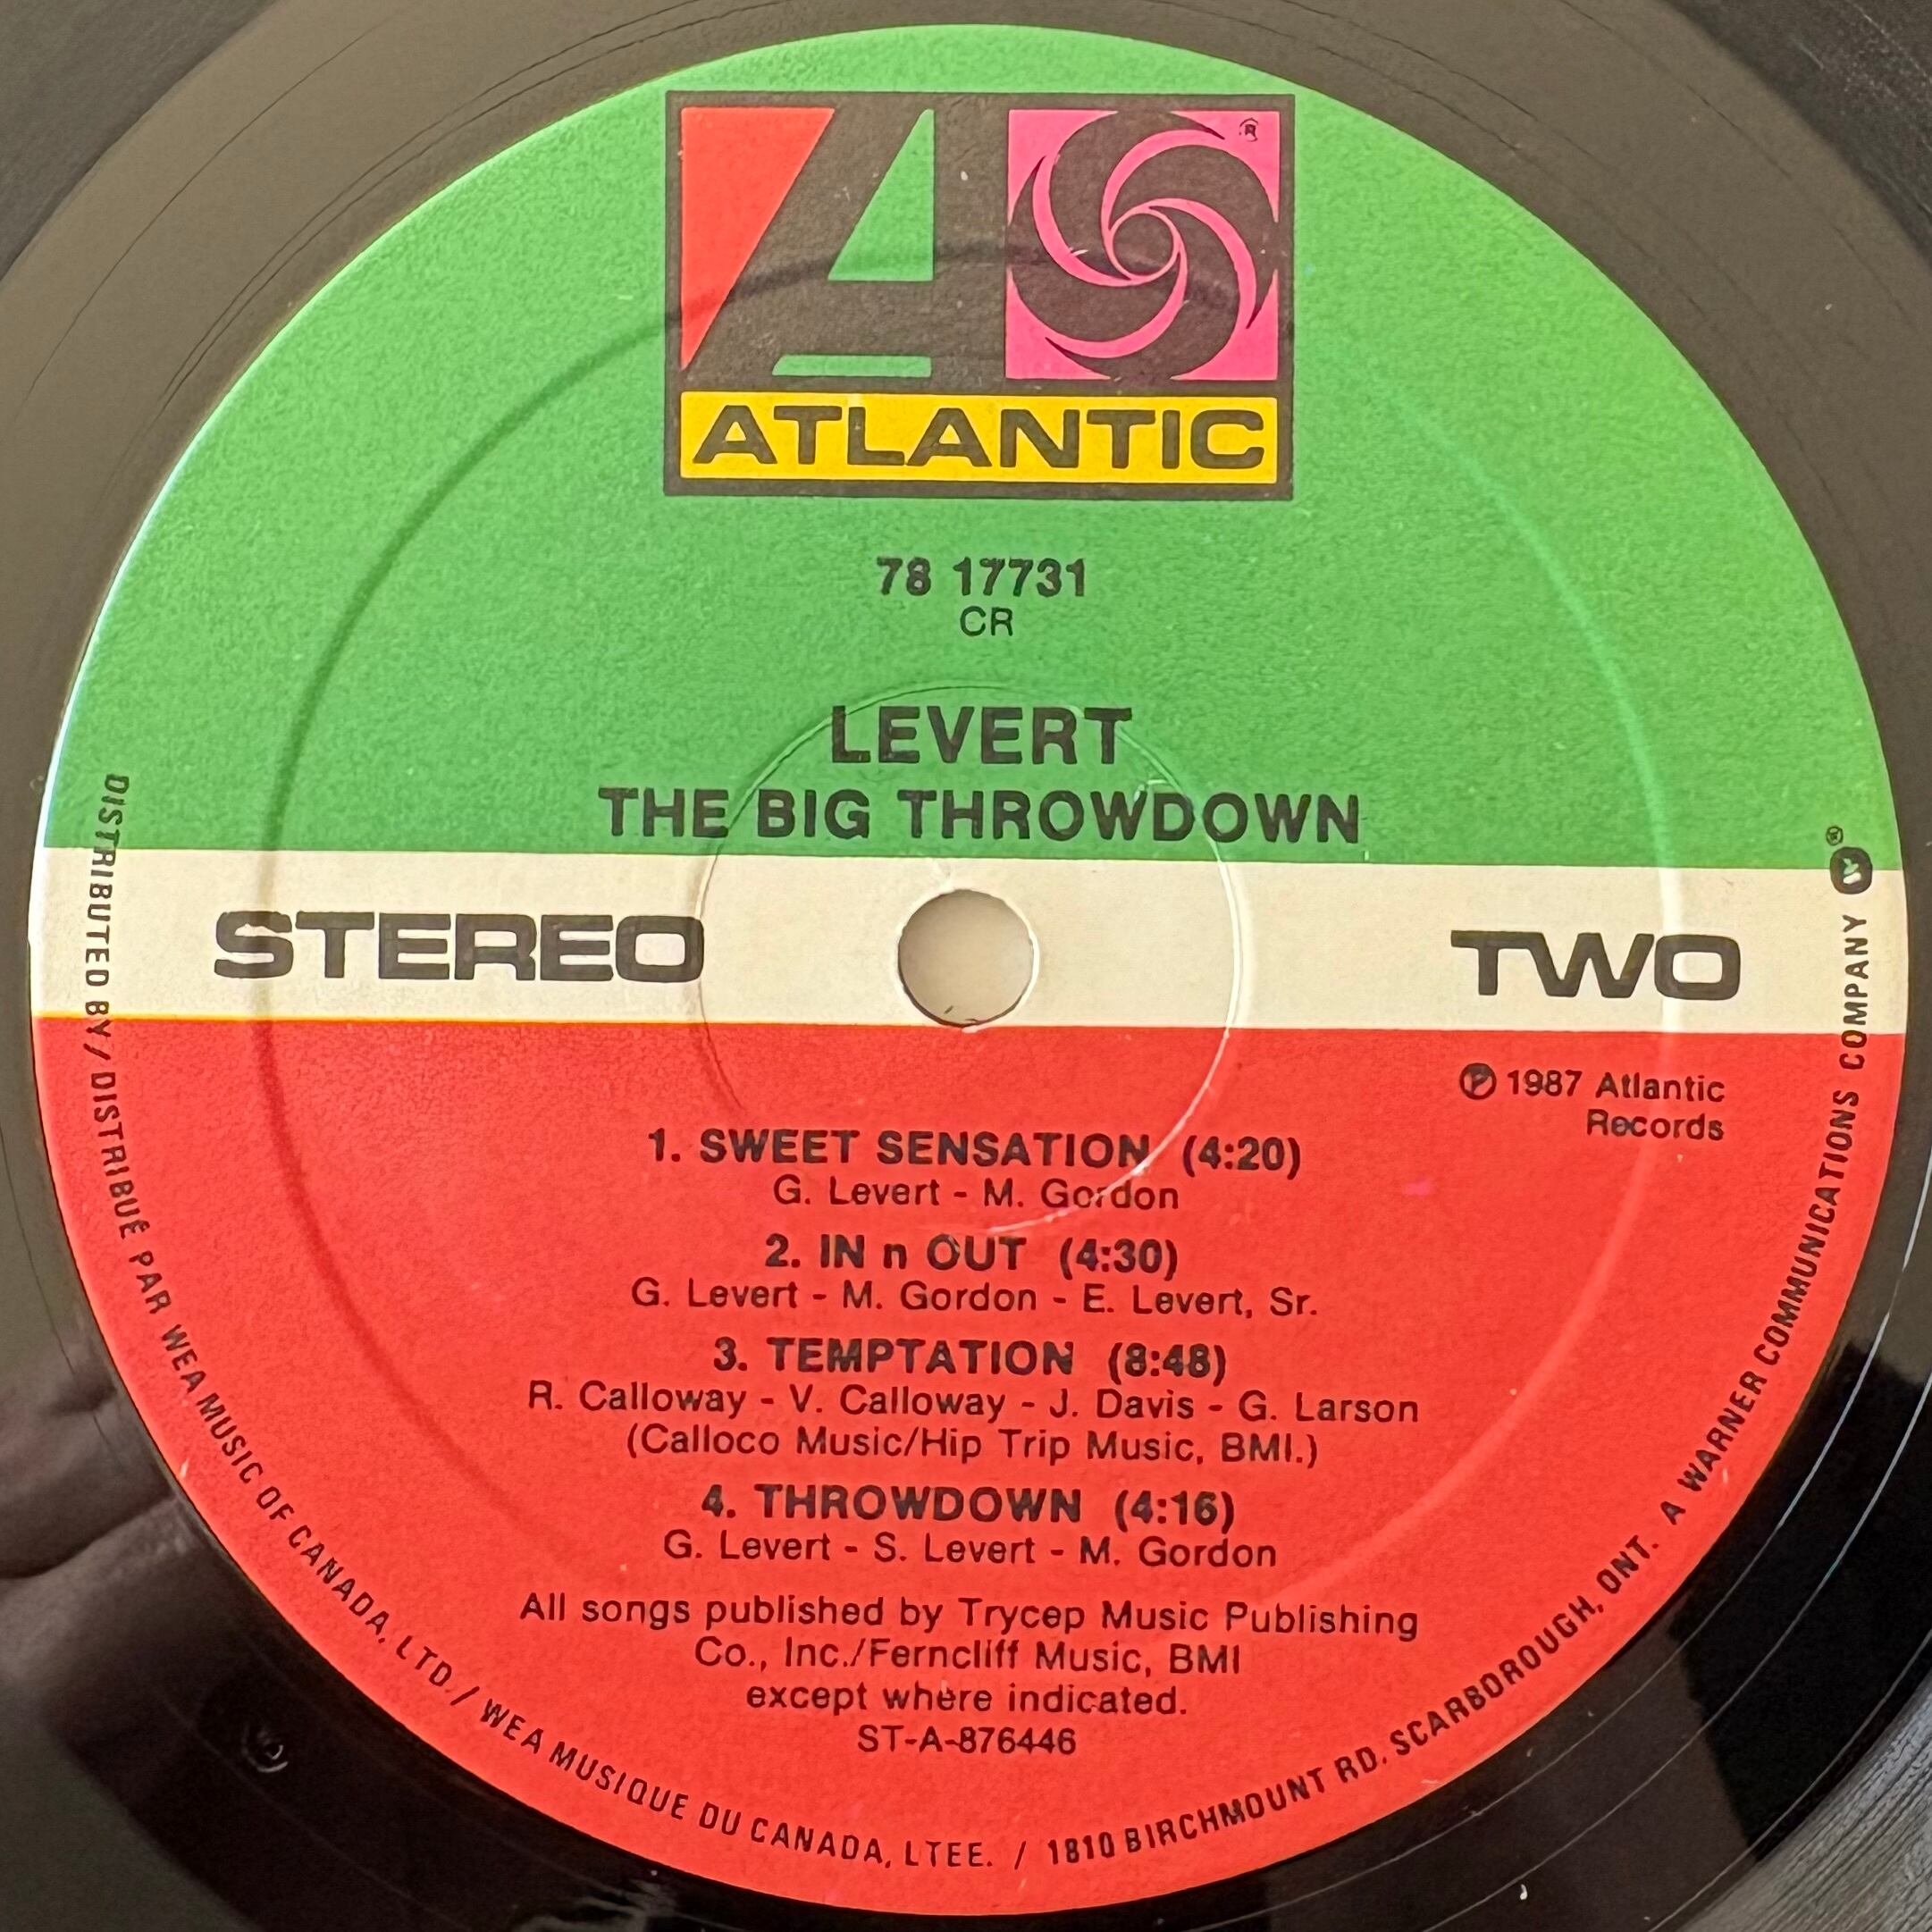 ®
ATLANTIC
78 17731
CR
LEVERT
THE BIG THROWDOWN
STEREO
TWO
℗ 1987 Atlantic
Records
1. SWEET SENSATION (4:20)
G. Levert - M. Gordon
2. IN n OUT (4:30)
G. Levert - M. Gordon - E. Levert, Sr.
3. TEMPTATION (8:48)
R. Calloway - V. Calloway - J. Davis - G. Larson
(Calloco Music/Hip Trip Music, BMI.)
4. THROWDOWN (4:16)
G. Levert - S. Levert - M. Gordon
All songs published by Trycep Music Publishing
Co., Inc./Ferncliff Music, BMI
except where indicated.
ST-A-876446
DISTRIBUTED BY / DISTRIBUÉ PAR WEA MUSIC OF CANADA, LTD. / WEA MUSIQUE DU CANADA, LTEE. / 1810 BIRCHMOUNT RD. SCARBOROUGH, ONT. A WARNER COMMUNICATIONS COMPANY ®